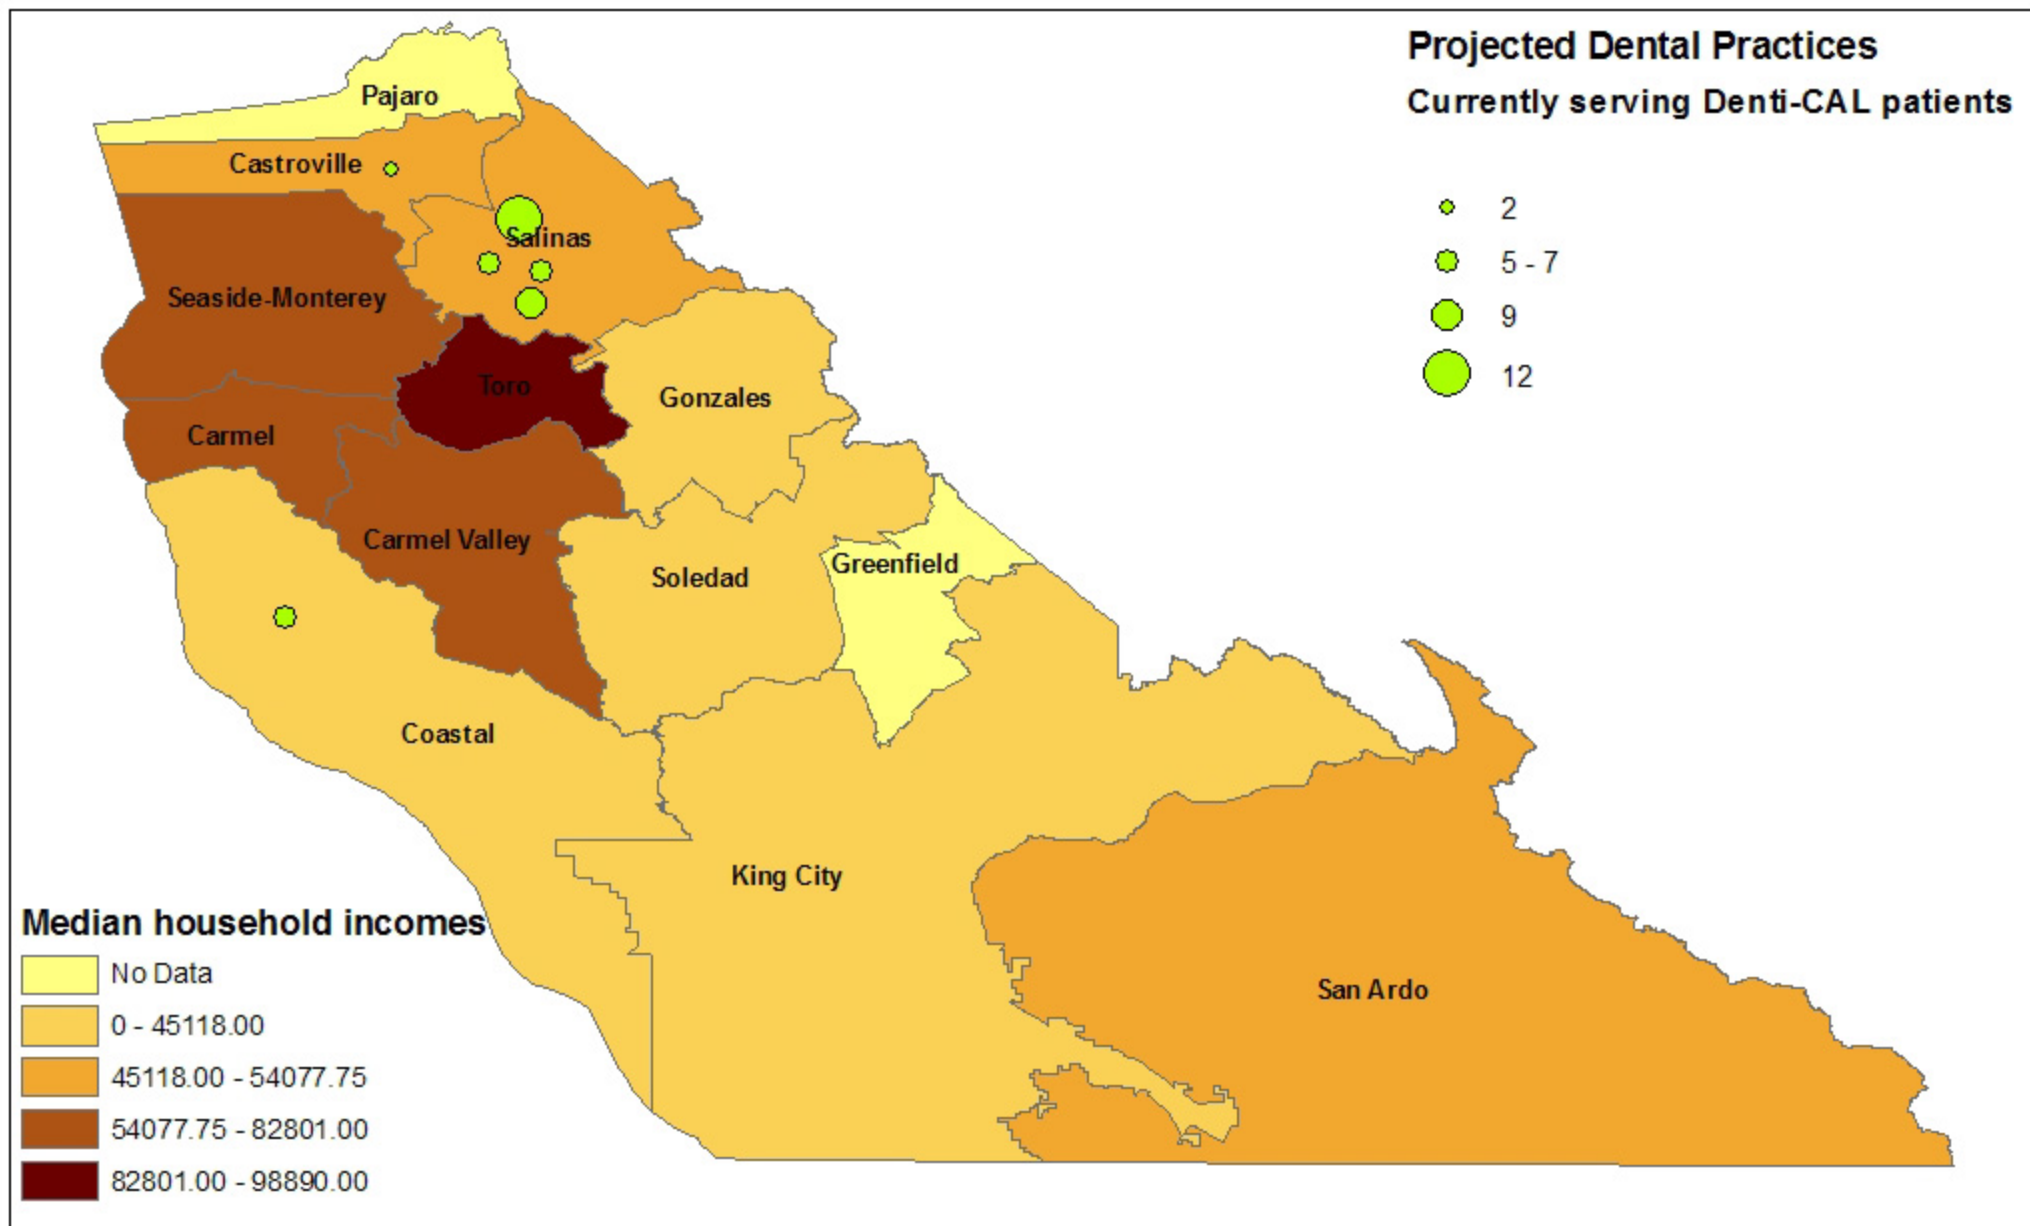 Projected Dental Practices
Currently serving Denti-CAL patients
2
5 - 7
9
12
Pajaro
Castroville
Salinas
Seaside-Monterey
Toro
Gonzales
Carmel
Carmel Valley
Soledad
Greenfield
Coastal
King City
San Ardo
Median household incomes
No Data
0 - 45118.00
45118.00 - 54077.75
54077.75 - 82801.00
82801.00 - 98890.00